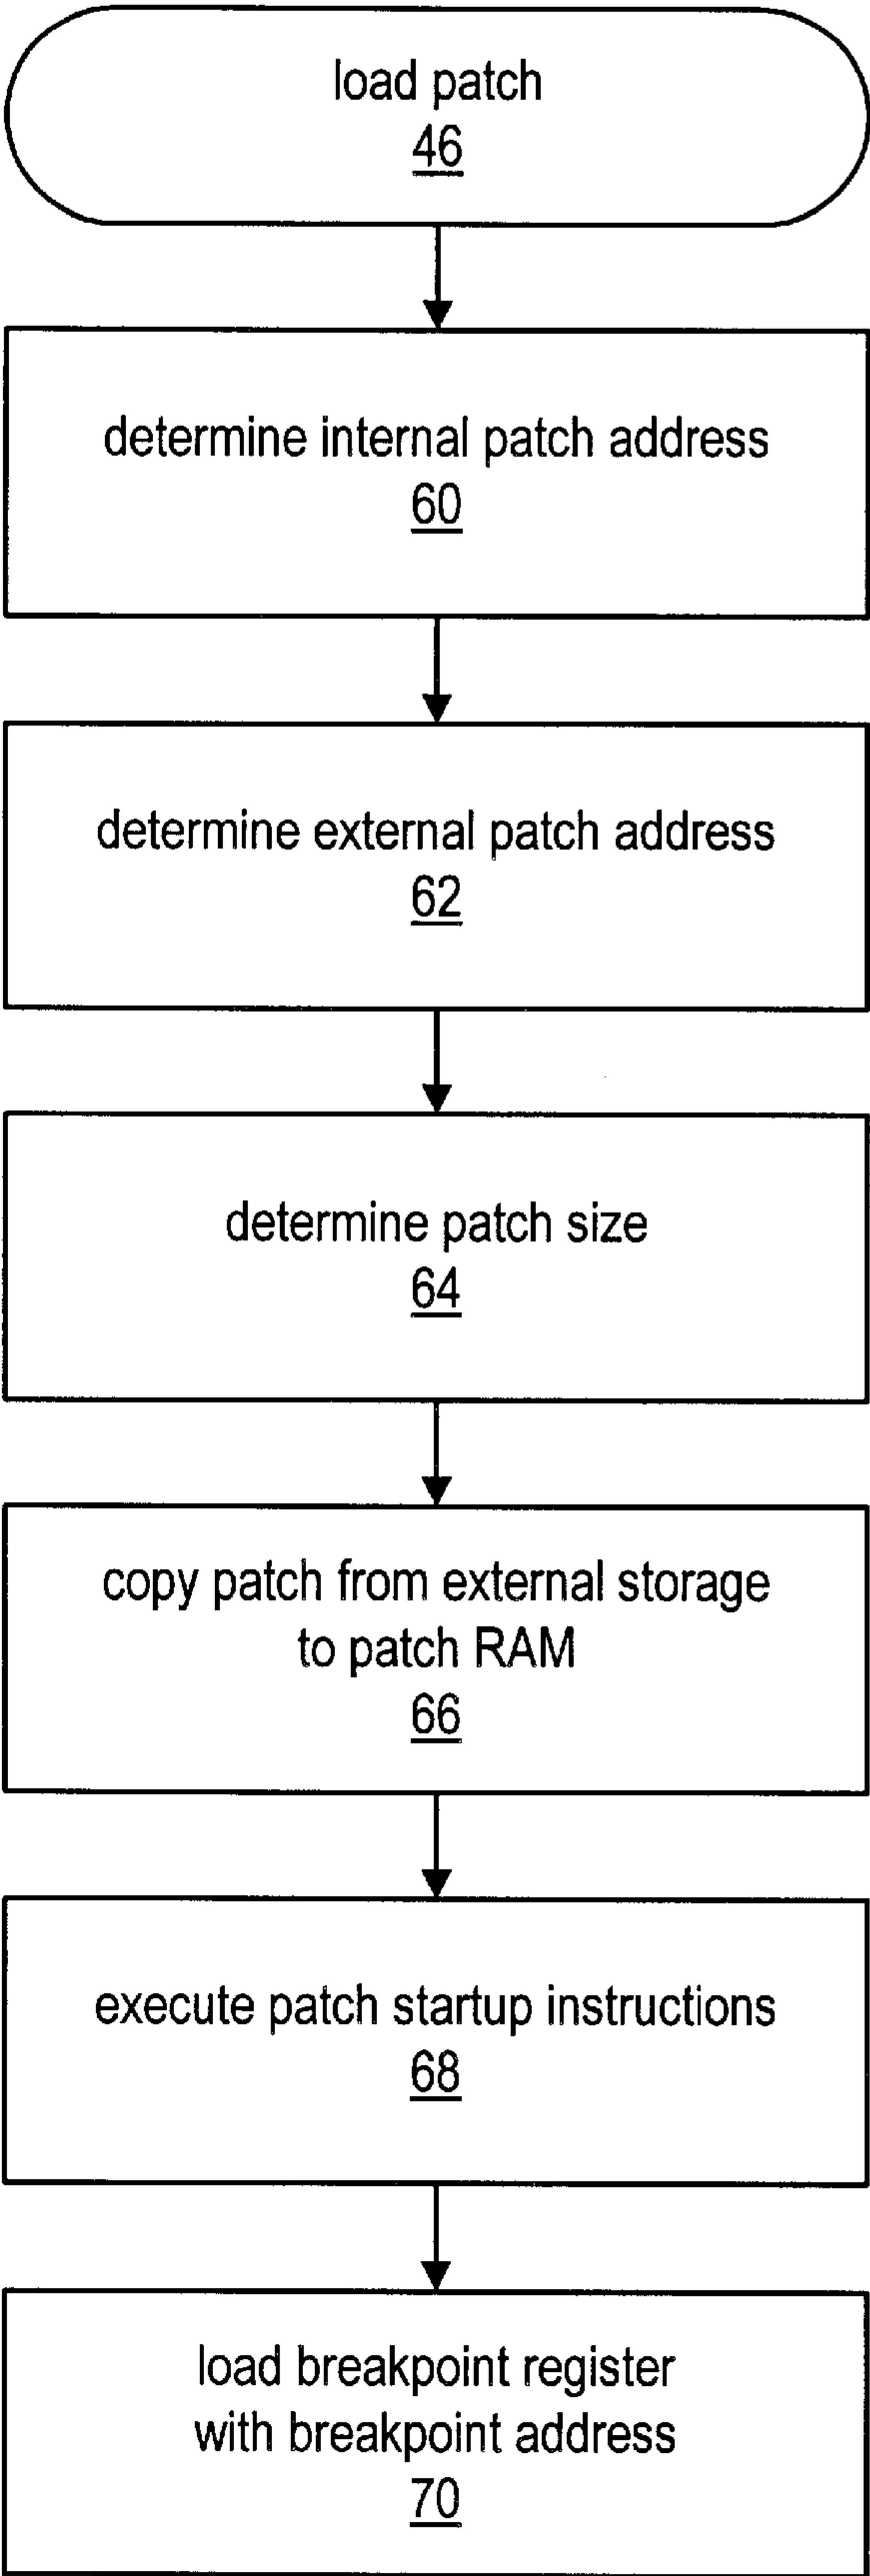 load patch
46
determine internal patch address
60
determine external patch address
62
determine patch size
64
copy patch from external storage
to patch RAM
66
execute patch startup instructions
68
load breakpoint register
with breakpoint address
70